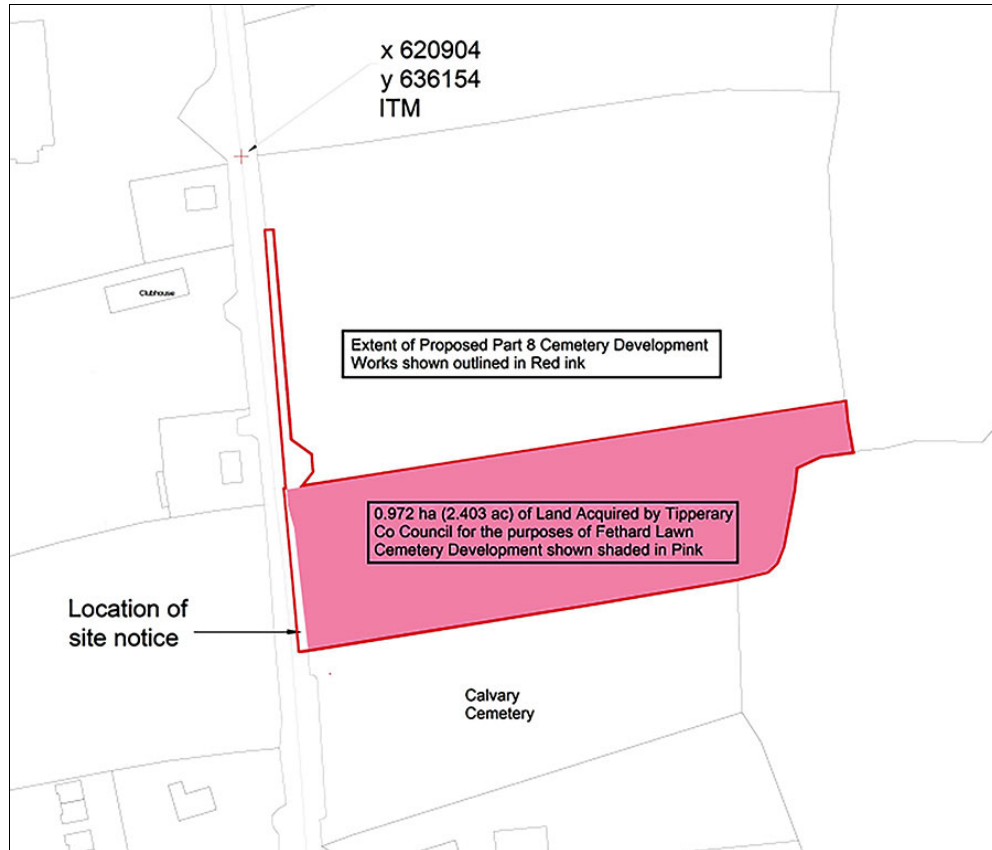 x 620904
y 636154
ITM
Clubhouse
Extent of Proposed Part 8 Cemetery Development
Works shown outlined in Red ink
0.972 ha (2.403 ac) of Land Acquired by Tipperary
Co Council for the purposes of Fethard Lawn
Cemetery Development shown shaded in Pink
Location of
site notice
Calvary
Cemetery